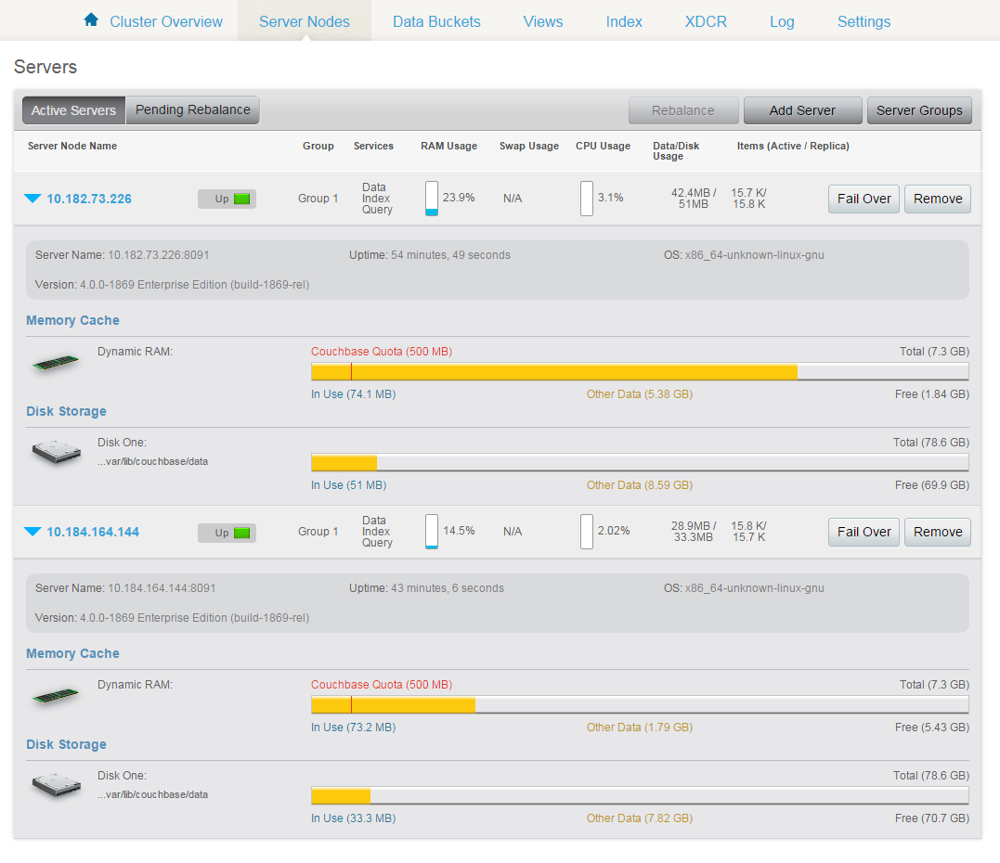 Cluster Overview Server Nodes Data Buckets Views Index XDCR Log Settings
Servers
Active Servers Pending Rebalance Rebalance Add Server Server Groups
Server Node Name Group Services RAM Usage Swap Usage CPU Usage Data/Disk Usage Items (Active / Replica)
10.182.73.226 Up Group 1 Data Index Query 23.9% N/A 3.1% 42.4MB / 51MB 15.7 K/ 15.8 K Fail Over Remove
Server Name: 10.182.73.226:8091 Uptime: 54 minutes, 49 seconds OS: x86_64-unknown-linux-gnu
Version: 4.0.0-1869 Enterprise Edition (build-1869-rel)
Memory Cache
Dynamic RAM: Couchbase Quota (500 MB) Total (7.3 GB)
In Use (74.1 MB) Other Data (5.38 GB) Free (1.84 GB)
Disk Storage
Disk One: Total (78.6 GB)
...var/lib/couchbase/data
In Use (51 MB) Other Data (8.59 GB) Free (69.9 GB)
10.184.164.144 Up Group 1 Data Index Query 14.5% N/A 2.02% 28.9MB / 33.3MB 15.8 K/ 15.7 K Fail Over Remove
Server Name: 10.184.164.144:8091 Uptime: 43 minutes, 6 seconds OS: x86_64-unknown-linux-gnu
Version: 4.0.0-1869 Enterprise Edition (build-1869-rel)
Memory Cache
Dynamic RAM: Couchbase Quota (500 MB) Total (7.3 GB)
In Use (73.2 MB) Other Data (1.79 GB) Free (5.43 GB)
Disk Storage
Disk One: Total (78.6 GB)
...var/lib/couchbase/data
In Use (33.3 MB) Other Data (7.82 GB) Free (70.7 GB)